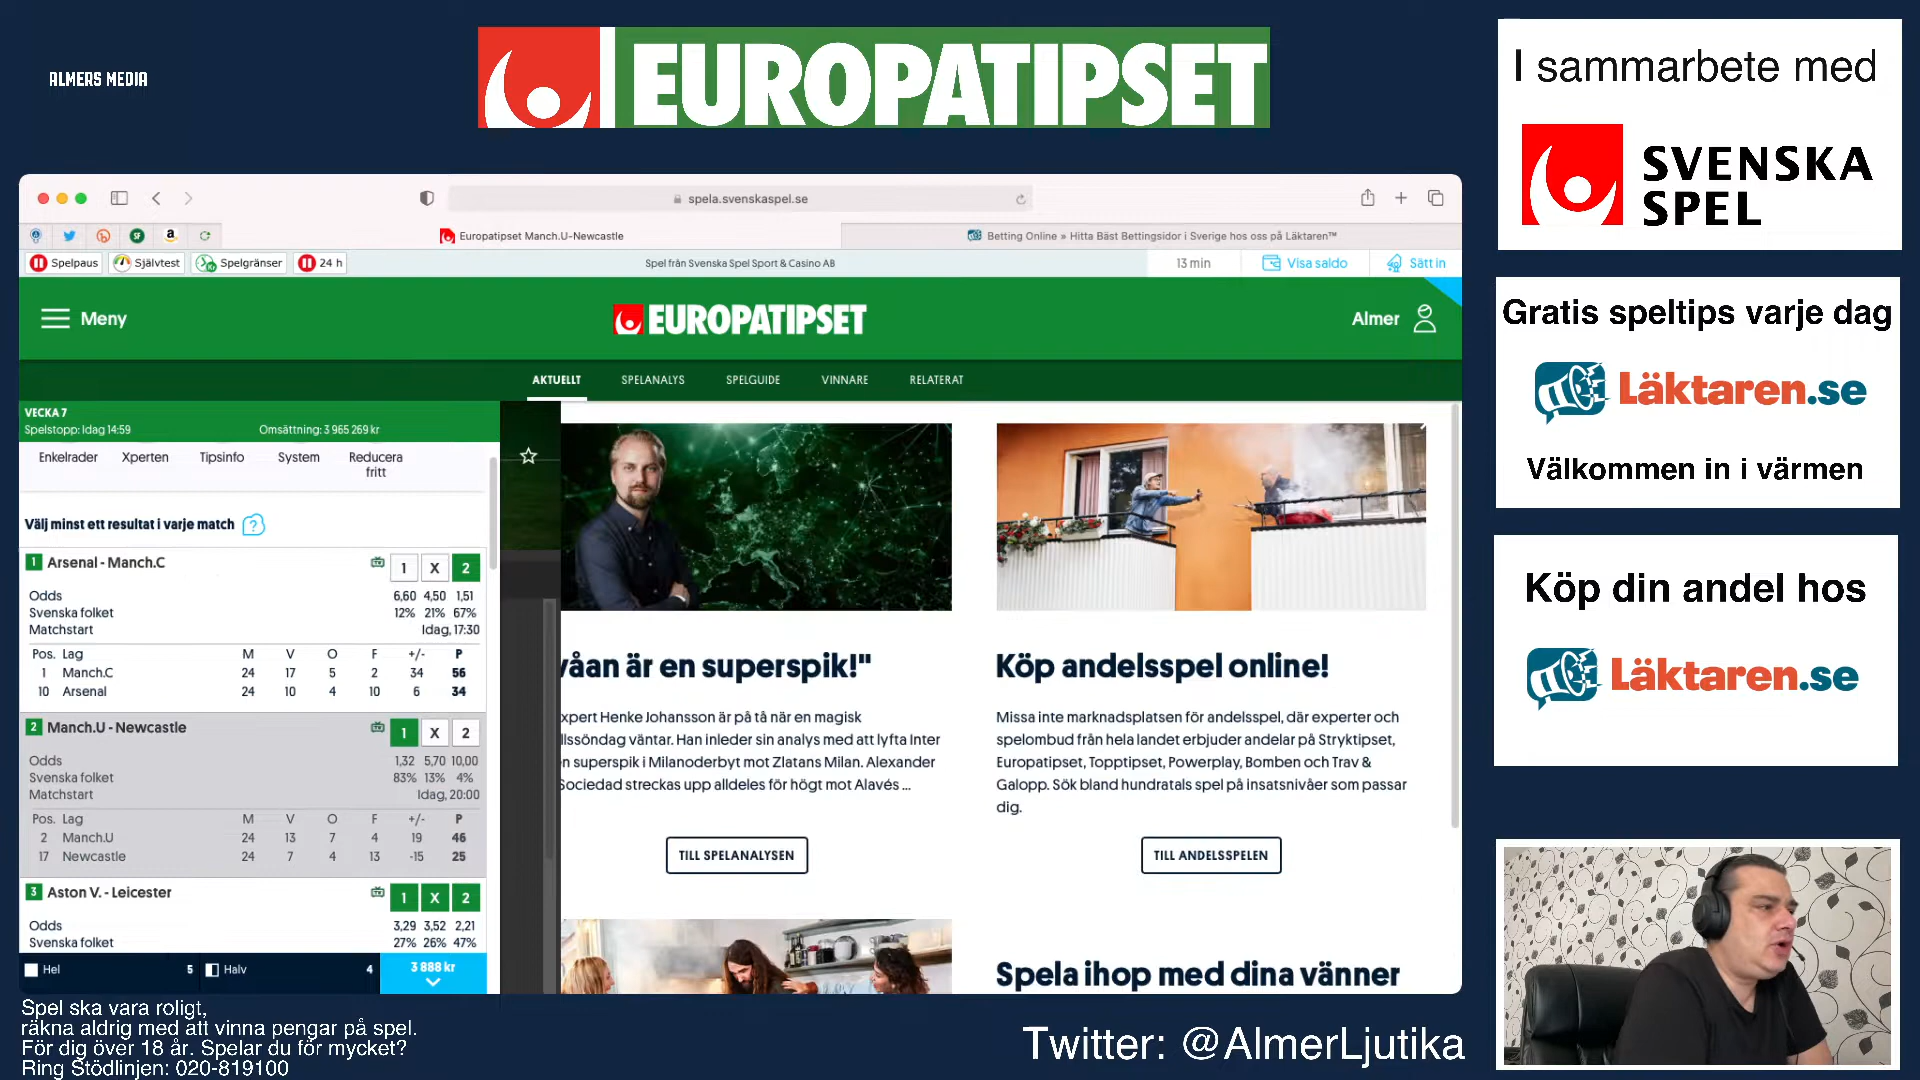 ALMERS MEDIA
EUROPATIPSET
I sammarbete med
SVENSKA
SPEL
Gratis speltips varje dag
Läktaren.se
Välkommen in i värmen
Köp din andel hos
Läktaren.se
spela.svenskaspel.se
Europatipset Manch.U-Newcastle
Betting Online » Hitta Bäst Bettingsidor i Sverige hos oss på Läktaren™
Spelpaus
Självtest
Spelgränser
24 h
Spel från Svenska Spel Sport & Casino AB
13 min
Visa saldo
Sätt in
Meny
EUROPATIPSET
Almer
AKTUELLT
SPELANALYS
SPELGUIDE
VINNARE
RELATERAT
VECKA 7
Spelstopp: Idag 14:59 Omsättning: 3 965 269 kr
Enkelrader Xperten Tipsinfo System Reducera
fritt
Välj minst ett resultat i varje match ?
1 Arsenal - Manch.C 1 X 2
Odds 6,60 4,50 1,51
Svenska folket 12% 21% 67%
Matchstart Idag, 17:30
Pos. Lag M V O F +/- P
1 Manch.C 24 17 5 2 34 56
10 Arsenal 24 10 4 10 6 34
2 Manch.U - Newcastle 1 X 2
Odds 1,32 5,70 10,00
Svenska folket 83% 13% 4%
Matchstart Idag, 20:00
Pos. Lag M V O F +/- P
2 Manch.U 24 13 7 4 19 46
17 Newcastle 24 7 4 13 -15 25
3 Aston V. - Leicester 1 X 2
Odds 3,29 3,52 2,21
Svenska folket 27% 26% 47%
Hel 5 Halv 4 3 888 kr
våan är en superspik!"
xpert Henke Johansson är på tå när en magisk
llssöndag väntar. Han inleder sin analys med att lyfta Inter
n superspik i Milanoderbyt mot Zlatans Milan. Alexander
Sociedad streckas upp alldeles för högt mot Alavés ...
TILL SPELANALYSEN
Köp andelsspel online!
Missa inte marknadsplatsen för andelsspel, där experter och
spelombud från hela landet erbjuder andelar på Stryktipset,
Europatipset, Topptipset, Powerplay, Bomben och Trav &
Galopp. Sök bland hundratals spel på insatsnivåer som passar
dig.
TILL ANDELSSPELEN
Spela ihop med dina vänner
Spel ska vara roligt,
räkna aldrig med att vinna pengar på spel.
För dig över 18 år. Spelar du för mycket?
Ring Stödlinjen: 020-819100
Twitter: @AlmerLjutika